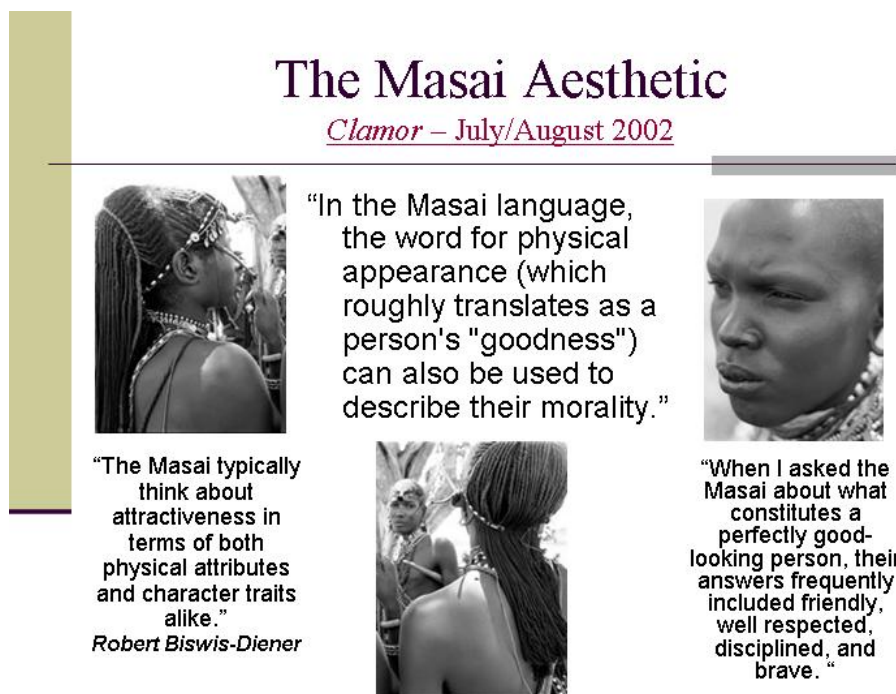 The Masai Aesthetic
Clamor – July/August 2002
“In the Masai language,
the word for physical
appearance (which
roughly translates as a
person's "goodness")
can also be used to
describe their morality.”
“The Masai typically
think about
attractiveness in
terms of both
physical attributes
and character traits
alike.”
Robert Biswis-Diener
“When I asked the
Masai about what
constitutes a
perfectly good-
looking person, their
answers frequently
included friendly,
well respected,
disciplined, and
brave. “